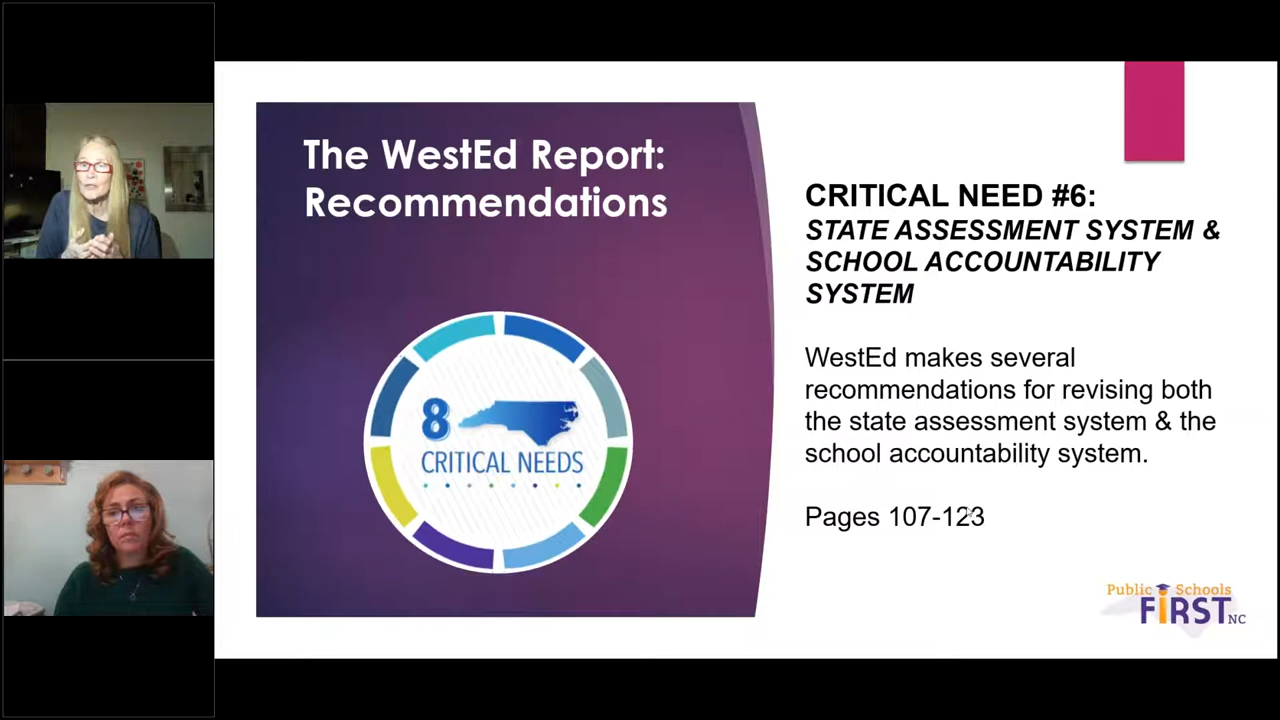 The WestEd Report:
Recommendations
8
CRITICAL NEEDS
CRITICAL NEED #6:
STATE ASSESSMENT SYSTEM &
SCHOOL ACCOUNTABILITY
SYSTEM
WestEd makes several
recommendations for revising both
the state assessment system & the
school accountability system.
Pages 107-123
Public Schools
FIRST NC